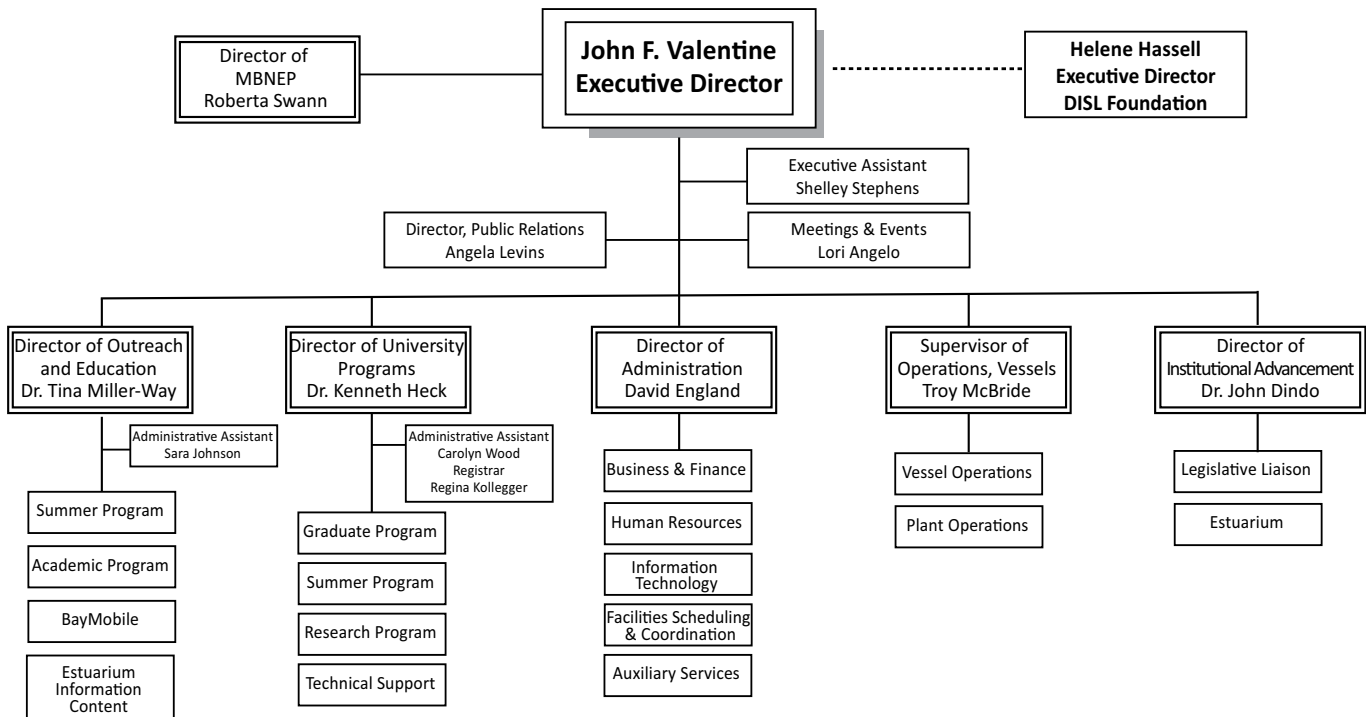 Director of
MBNEP
Roberta Swann
John F. Valentine
Executive Director
Helene Hassell
Executive Director
DISL Foundation
Executive Assistant
Shelley Stephens
Director, Public Relations
Angela Levins
Meetings & Events
Lori Angelo
Director of Outreach
and Education
Dr. Tina Miller-Way
Administrative Assistant
Sara Johnson
Summer Program
Academic Program
BayMobile
Estuarium
Information
Content
Director of University
Programs
Dr. Kenneth Heck
Administrative Assistant
Carolyn Wood
Registrar
Regina Kollegger
Graduate Program
Summer Program
Research Program
Technical Support
Director of
Administration
David England
Business & Finance
Human Resources
Information
Technology
Facilities Scheduling
& Coordination
Auxiliary Services
Supervisor of
Operations, Vessels
Troy McBride
Vessel Operations
Plant Operations
Director of
Institutional Advancement
Dr. John Dindo
Legislative Liaison
Estuarium